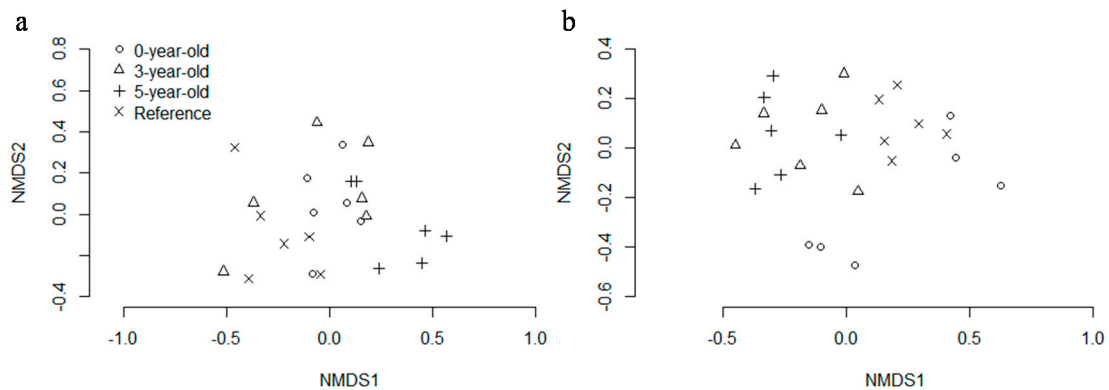 a
0-year-old
3-year-old
5-year-old
Reference
0.8
0.6
0.4
0.2
0.0
-0.4
NMDS2
-1.0 -0.5 0.0 0.5 1.0
NMDS1
b
0.4
0.2
0.0
-0.2
-0.4
-0.6
NMDS2
-0.5 0.0 0.5 1.0
NMDS1